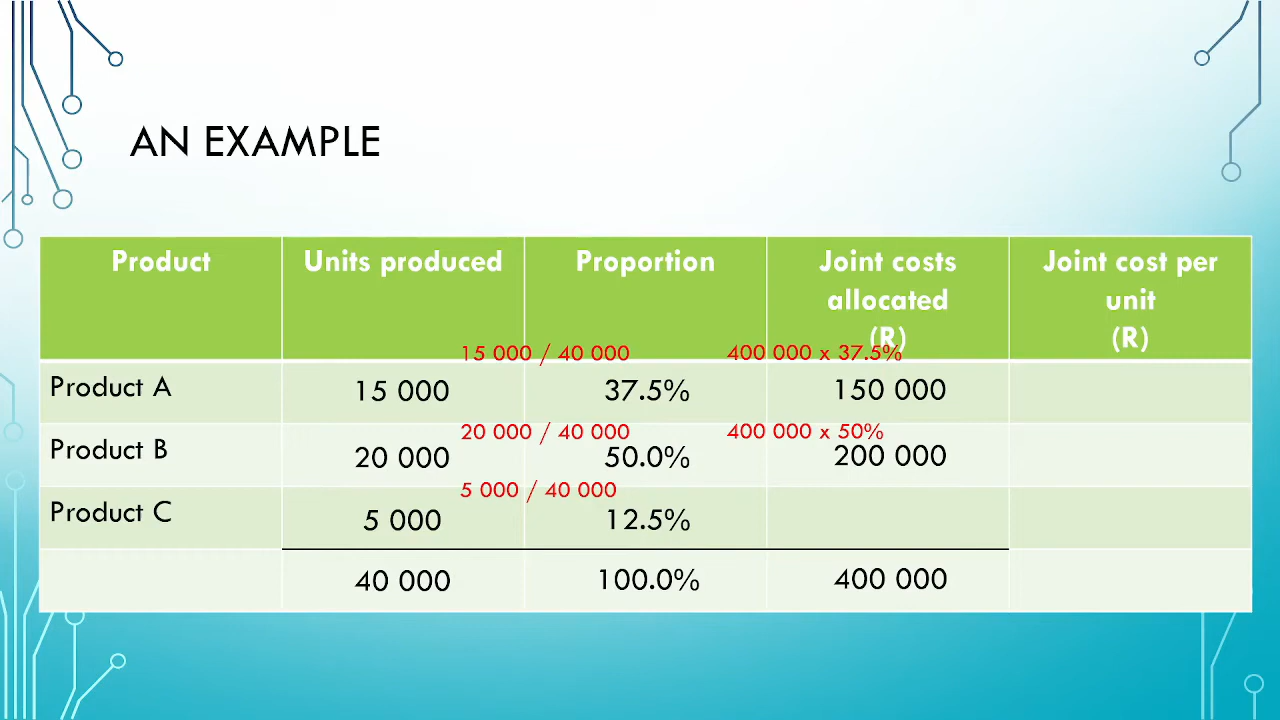 AN EXAMPLE
Product Units produced Proportion Joint costs Joint cost per
allocated unit
(R) (R)
15 000 / 40 000 400 000 x 37.5%
Product A 15 000 37.5% 150 000
20 000 / 40 000 400 000 x 50%
Product B 20 000 50.0% 200 000
5 000 / 40 000
Product C 5 000 12.5%
40 000 100.0% 400 000